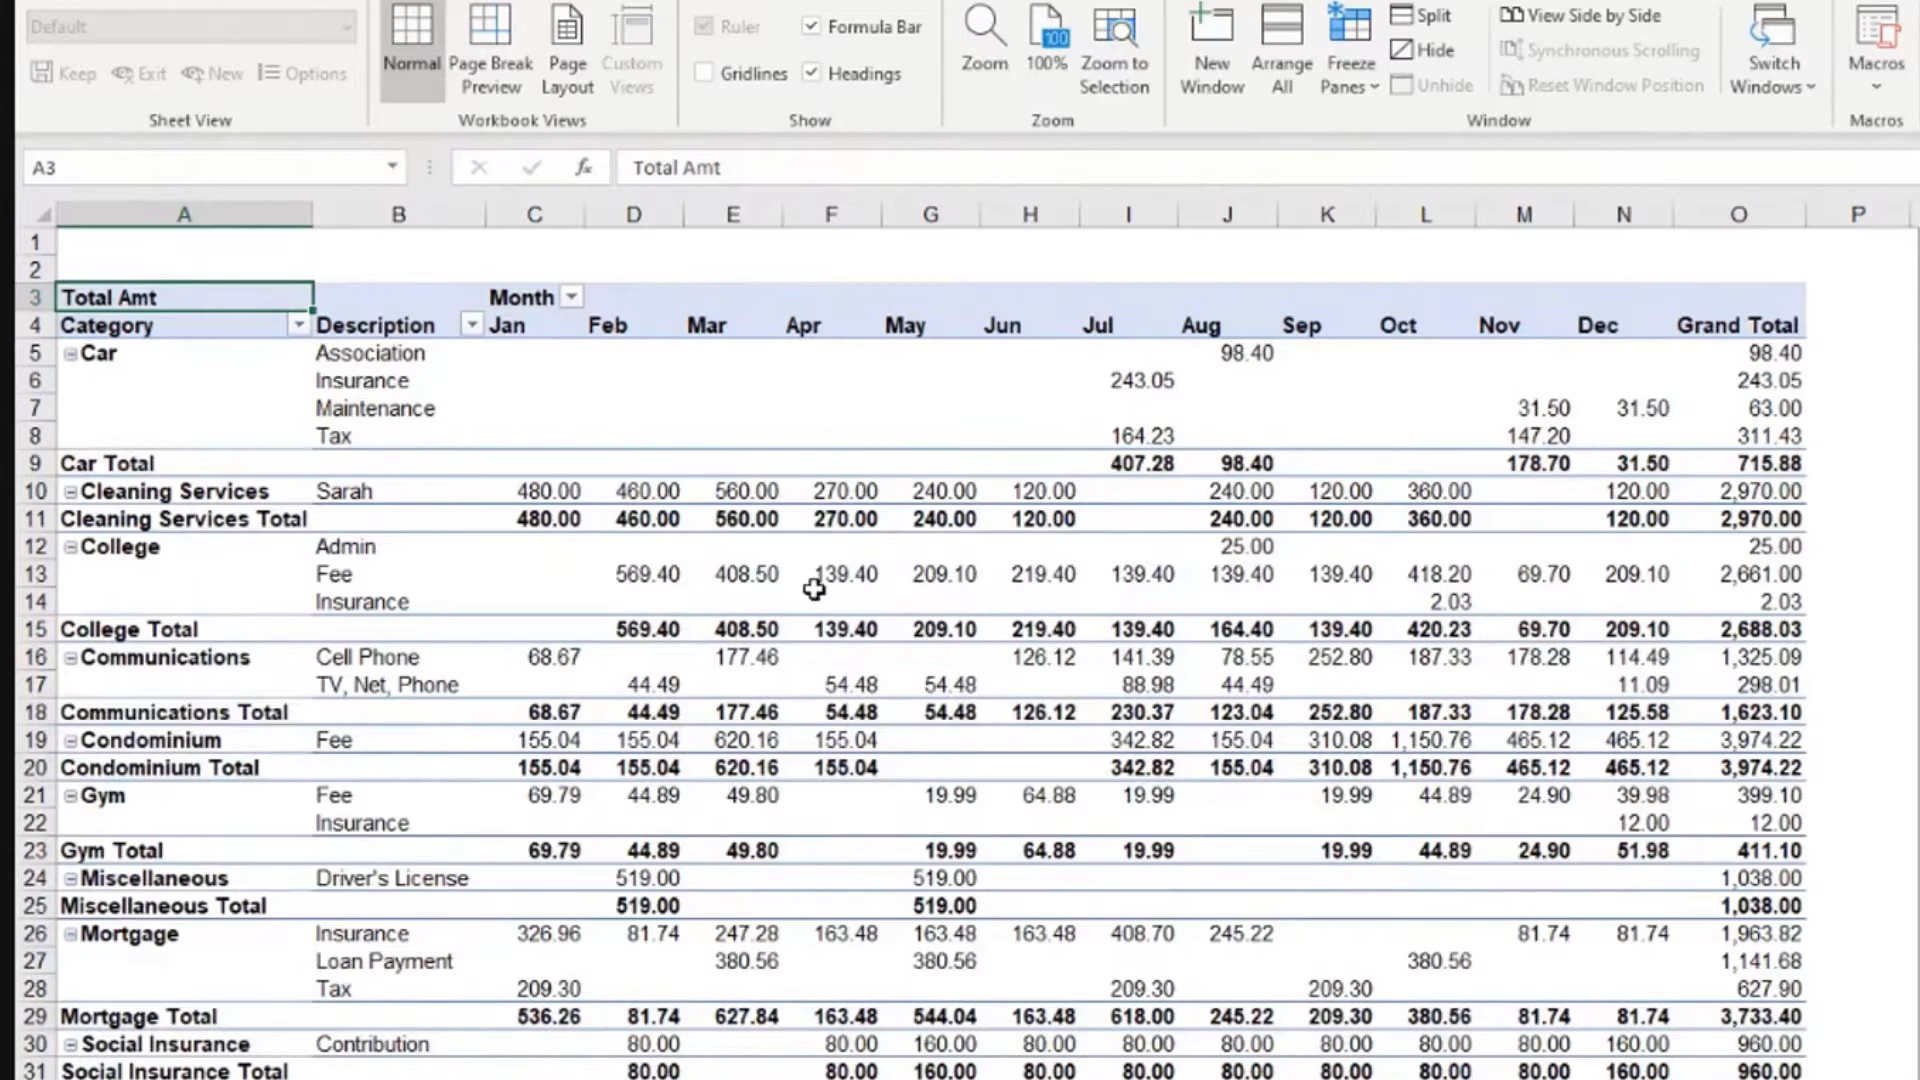 Default
Keep Exit New Options
Sheet View
Normal Page Break Preview Page Layout Custom Views
Workbook Views
Ruler Formula Bar
Gridlines Headings
Show
Zoom 100 100% Zoom to Selection
Zoom
New Window Arrange All Freeze Panes
Split View Side by Side
Hide Synchronous Scrolling
Unhide Reset Window Position
Switch Windows
Window
Macros
Macros
A3 fx Total Amt
A B C D E F G H I J K L M N O P
1
2
3 Total Amt Month
4 Category Description Jan Feb Mar Apr May Jun Jul Aug Sep Oct Nov Dec Grand Total
5 Car Association 98.40 98.40
6 Insurance 243.05 243.05
7 Maintenance 31.50 31.50 63.00
8 Tax 164.23 147.20 311.43
9 Car Total 407.28 98.40 178.70 31.50 715.88
10 Cleaning Services Sarah 480.00 460.00 560.00 270.00 240.00 120.00 240.00 120.00 360.00 120.00 2,970.00
11 Cleaning Services Total 480.00 460.00 560.00 270.00 240.00 120.00 240.00 120.00 360.00 120.00 2,970.00
12 College Admin 25.00 25.00
13 Fee 569.40 408.50 139.40 209.10 219.40 139.40 139.40 139.40 418.20 69.70 209.10 2,661.00
14 Insurance 2.03 2.03
15 College Total 569.40 408.50 139.40 209.10 219.40 139.40 164.40 139.40 420.23 69.70 209.10 2,688.03
16 Communications Cell Phone 68.67 177.46 126.12 141.39 78.55 252.80 187.33 178.28 114.49 1,325.09
17 TV, Net, Phone 44.49 54.48 54.48 88.98 44.49 11.09 298.01
18 Communications Total 68.67 44.49 177.46 54.48 54.48 126.12 230.37 123.04 252.80 187.33 178.28 125.58 1,623.10
19 Condominium Fee 155.04 155.04 620.16 155.04 342.82 155.04 310.08 1,150.76 465.12 465.12 3,974.22
20 Condominium Total 155.04 155.04 620.16 155.04 342.82 155.04 310.08 1,150.76 465.12 465.12 3,974.22
21 Gym Fee 69.79 44.89 49.80 19.99 64.88 19.99 19.99 44.89 24.90 39.98 399.10
22 Insurance 12.00 12.00
23 Gym Total 69.79 44.89 49.80 19.99 64.88 19.99 19.99 44.89 24.90 51.98 411.10
24 Miscellaneous Driver's License 519.00 519.00 1,038.00
25 Miscellaneous Total 519.00 519.00 1,038.00
26 Mortgage Insurance 326.96 81.74 247.28 163.48 163.48 163.48 408.70 245.22 81.74 81.74 1,963.82
27 Loan Payment 380.56 380.56 380.56 1,141.68
28 Tax 209.30 209.30 209.30 627.90
29 Mortgage Total 536.26 81.74 627.84 163.48 544.04 163.48 618.00 245.22 209.30 380.56 81.74 81.74 3,733.40
30 Social Insurance Contribution 80.00 80.00 160.00 80.00 80.00 80.00 80.00 80.00 80.00 160.00 960.00
31 Social Insurance Total 80.00 80.00 160.00 80.00 80.00 80.00 80.00 80.00 80.00 160.00 960.00